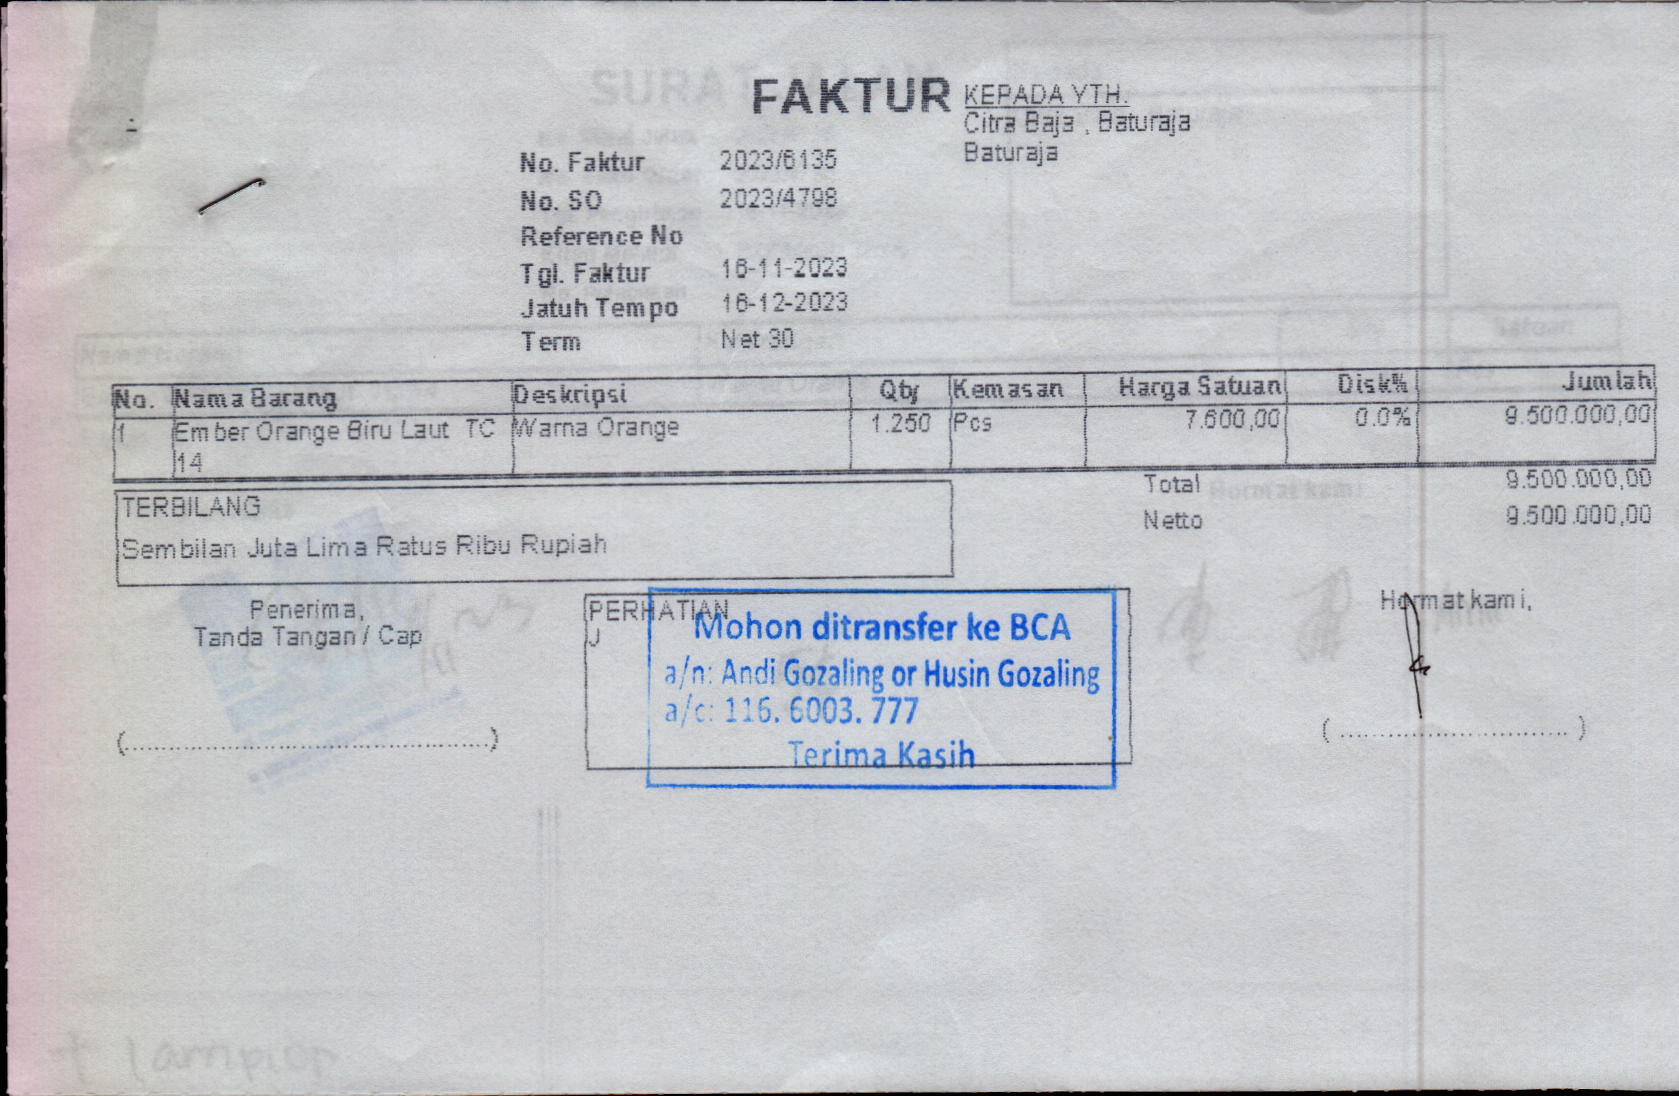 FAKTUR
KEPADA YTH.
Citra Baja , Baturaja
Baturaja
No. Faktur 2023/6135
No. SO 2023/4798
Reference No
Tgl. Faktur 16-11-2023
Jatuh Tempo 16-12-2023
Term Net 30
No. Nama Barang Deskripsi Qty Kemasan Harga Satuan Disk% Jumlah
1 Ember Orange Biru Laut TC Warna Orange 1.250 Pcs 7.600,00 0.0% 9.500.000,00
14
Total 9.500.000,00
Netto 9.500.000,00
TERBILANG
Sembilan Juta Lima Ratus Ribu Rupiah
Penerima,
Tanda Tangan / Cap
(................................................)
PERHATIAN
J
Mohon ditransfer ke BCA
a/n: Andi Gozaling or Husin Gozaling
a/c: 116. 6003. 777
Terima Kasih
Hormat kami,
( ............................. )